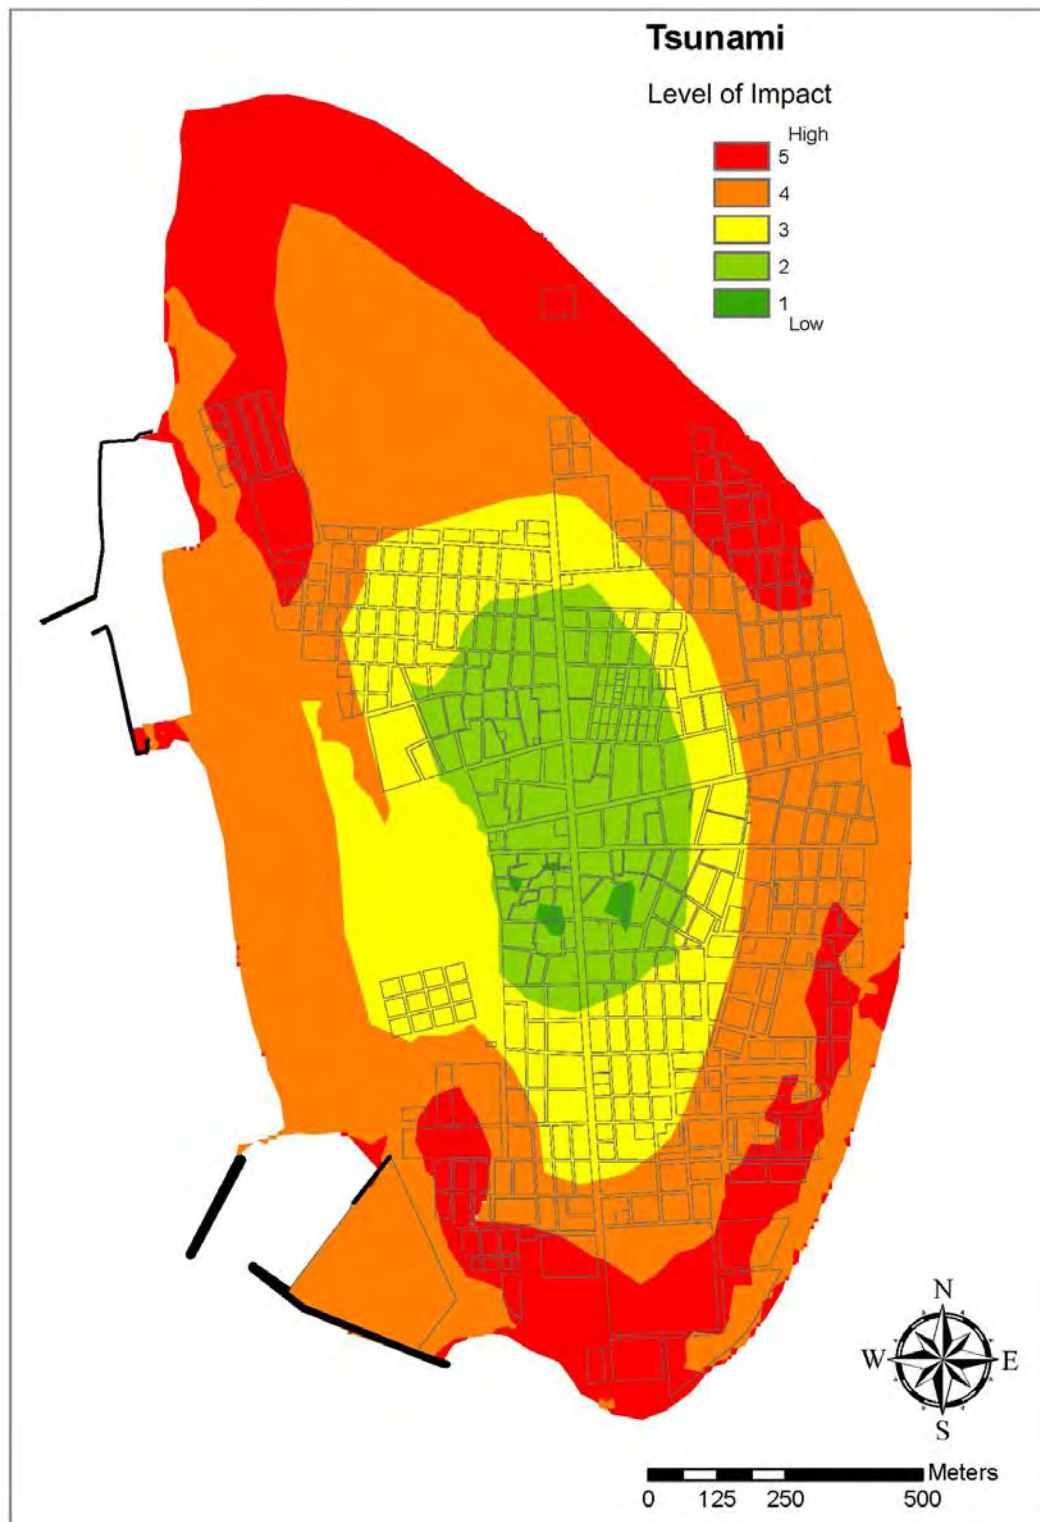 Tsunami
Level of Impact
High
5
4
3
2
1
Low
N
W E
S
Meters
0 125 250 500